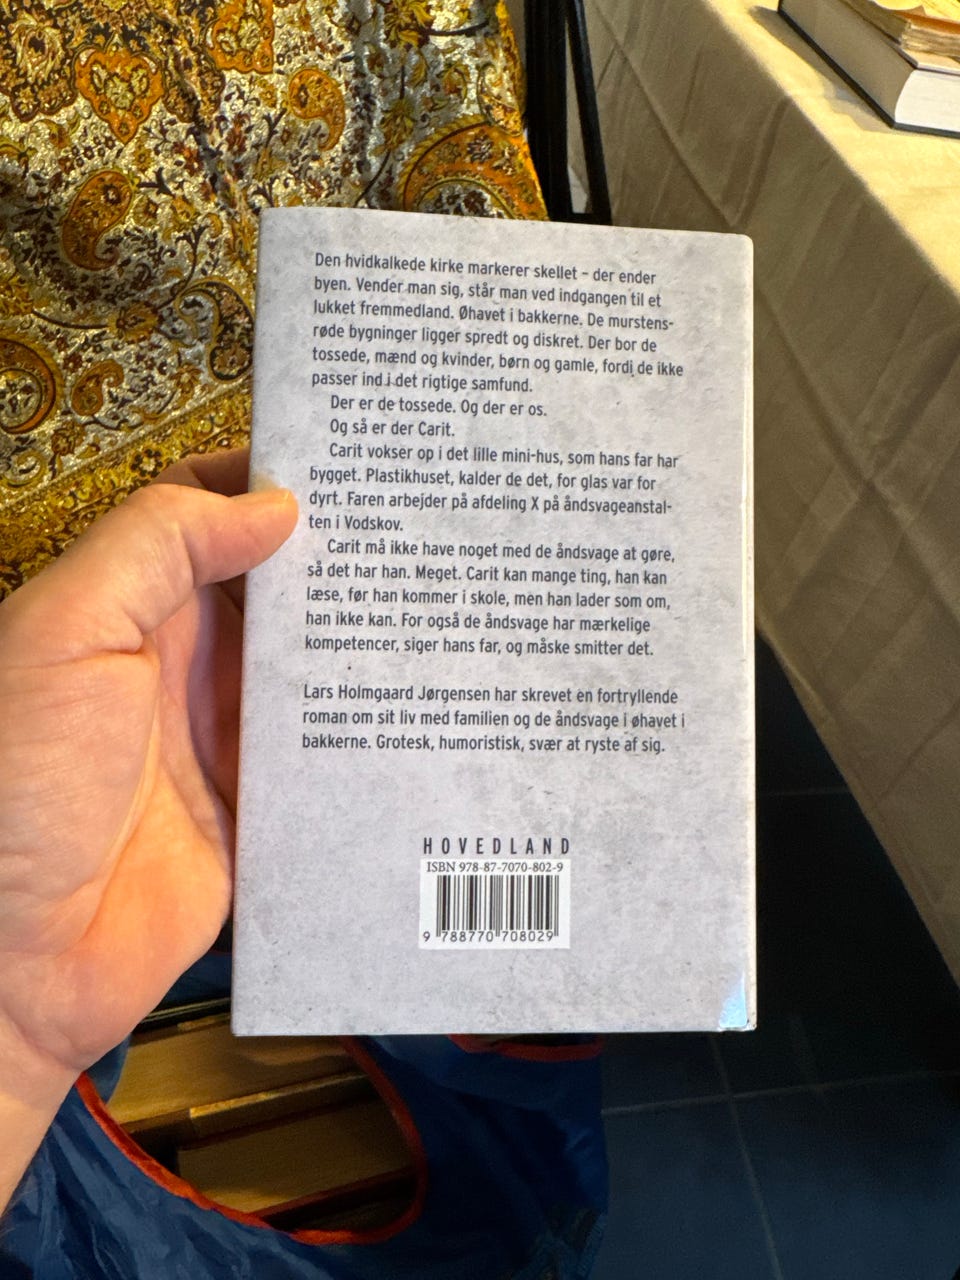 Den hvidkalkede kirke markerer skellet – der ender
byen. Vender man sig, står man ved indgangen til et
lukket fremmedland. Øhavet i bakkerne. De murstens-
røde bygninger ligger spredt og diskret. Der bor de
tossede, mænd og kvinder, børn og gamle, fordi de ikke
passer ind i det rigtige samfund.
Der er de tossede. Og der er os.
Og så er der Carit.
Carit vokser op i det lille mini-hus, som hans far har
bygget. Plastikhuset, kalder de det, for glas var for
dyrt. Faren arbejder på afdeling X på åndsvageanstal-
ten i Vodskov.
Carit må ikke have noget med de åndsvage at gøre,
så det har han. Meget. Carit kan mange ting, han kan
læse, før han kommer i skole, men han lader som om,
han ikke kan. For også de åndsvage har mærkelige
kompetencer, siger hans far, og måske smitter det.
Lars Holmgaard Jørgensen har skrevet en fortryllende
roman om sit liv med familien og de åndsvage i øhavet i
bakkerne. Grotesk, humoristisk, svær at ryste af sig.
HOVEDLAND
ISBN 978-87-7070-802-9
9 788770 708029